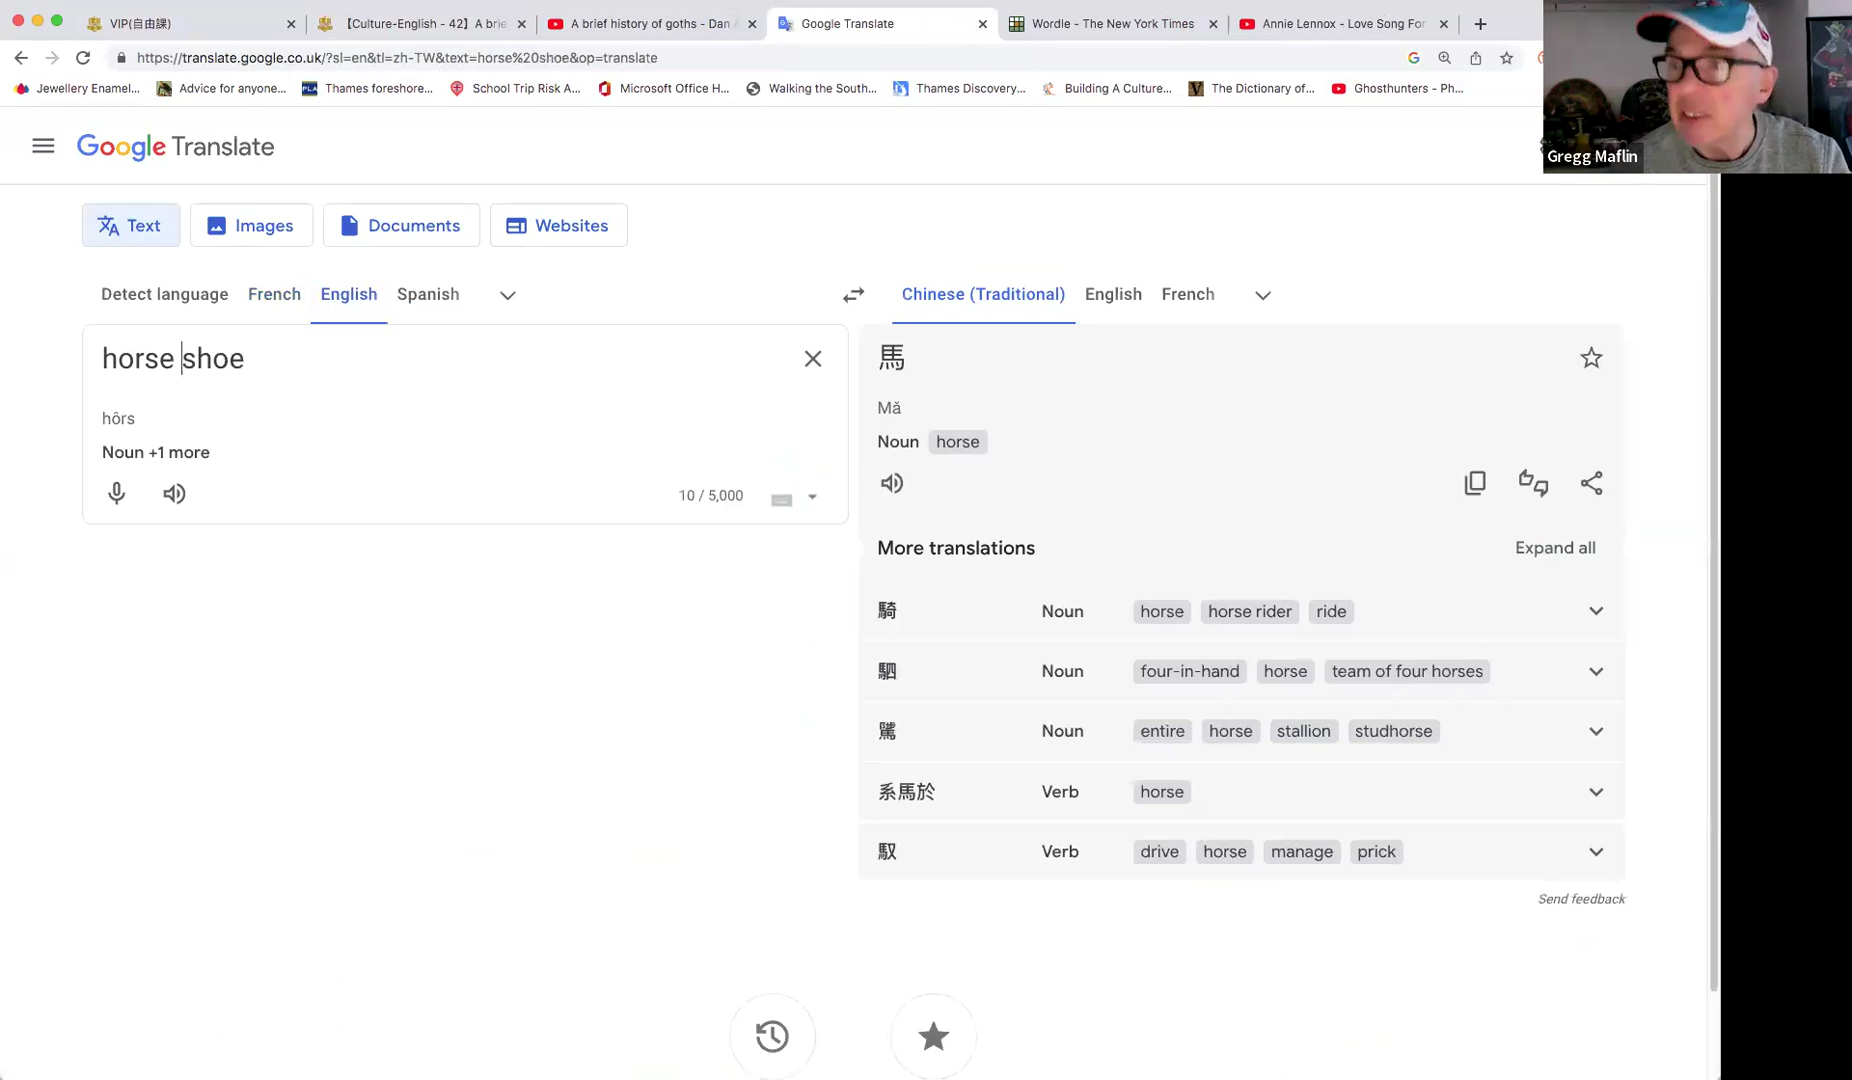 VIP(自由課)
【Culture-English - 42】A brie
A brief history of goths - Dan
Google Translate
Wordle - The New York Times
Annie Lennox - Love Song For
https://translate.google.co.uk/?sl=en&tl=zh-TW&text=horse%20shoe&op=translate
Jewellery Enamel...
Advice for anyone...
Thames foreshore...
School Trip Risk A...
Microsoft Office H...
Walking the South...
Thames Discovery...
Building A Culture...
The Dictionary of...
Ghosthunters - Ph...
Gregg Maflin
Google Translate
Text
Images
Documents
Websites
Detect language
French
English
Spanish
Chinese (Traditional)
English
French
horse shoe
hôrs
Noun +1 more
10 / 5,000
馬
Mǎ
Noun horse
More translations
Expand all
騎 Noun horse horse rider ride
駟 Noun four-in-hand horse team of four horses
騭 Noun entire horse stallion studhorse
系馬於 Verb horse
馭 Verb drive horse manage prick
Send feedback